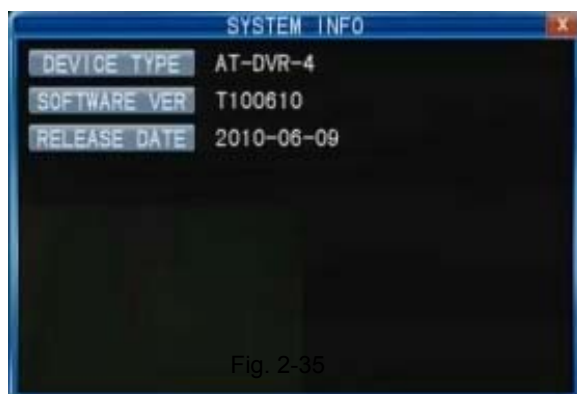 SYSTEM INFO X
DEVICE TYPE AT-DVR-4
SOFTWARE VER T100610
RELEASE DATE 2010-06-09
Fig. 2-35